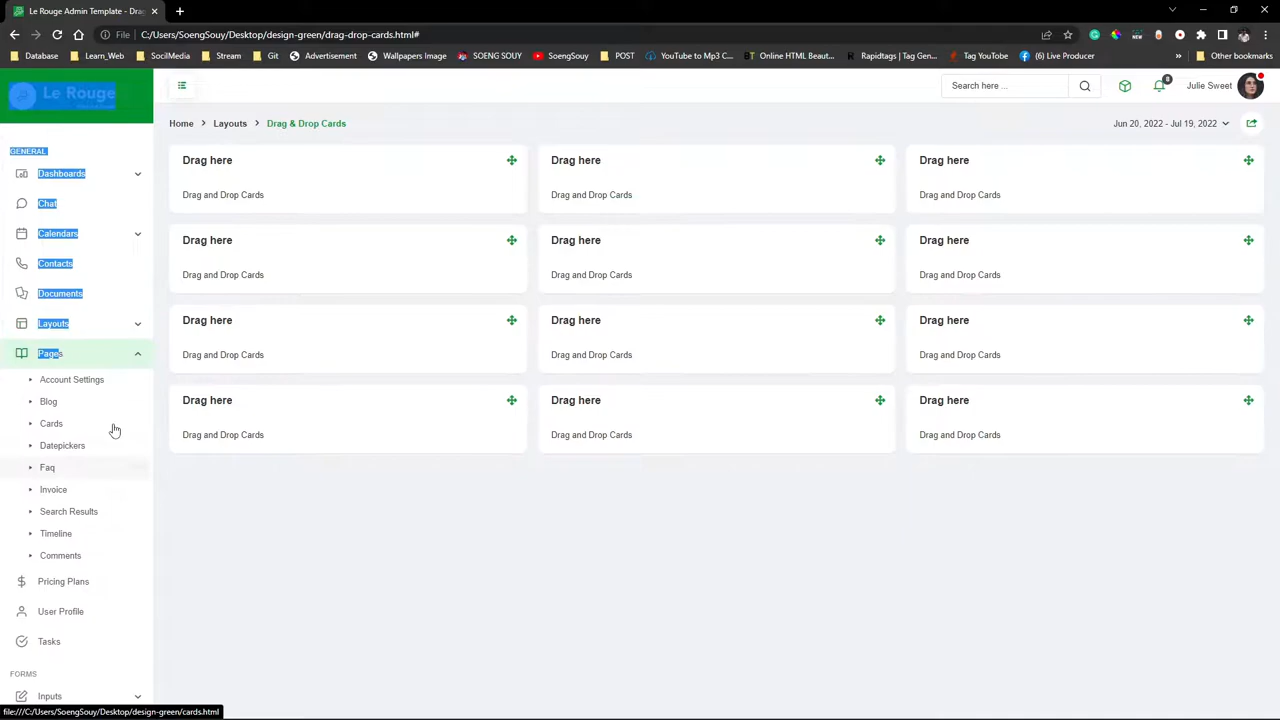 Le Rouge Admin Template - Drag
File
C:/Users/SoengSouy/Desktop/design-green/drag-drop-cards.html#
Database
Learn_Web
SocilMedia
Stream
Git
Advertisement
Wallpapers Image
SOENG SOUY
SoengSouy
POST
YouTube to Mp3 C...
Online HTML Beaut...
Rapidtags | Tag Gen...
Tag YouTube
(6) Live Producer
»
Other bookmarks
Le Rouge
Search here ...
0
Julie Sweet
Home
Layouts
Drag & Drop Cards
Jun 20, 2022 - Jul 19, 2022
GENERAL
Dashboards
Chat
Calendars
Contacts
Documents
Layouts
Pages
Account Settings
Blog
Cards
Datepickers
Faq
Invoice
Search Results
Timeline
Comments
Pricing Plans
User Profile
Tasks
FORMS
Inputs
Drag here
Drag and Drop Cards
Drag here
Drag and Drop Cards
Drag here
Drag and Drop Cards
Drag here
Drag and Drop Cards
Drag here
Drag and Drop Cards
Drag here
Drag and Drop Cards
Drag here
Drag and Drop Cards
Drag here
Drag and Drop Cards
Drag here
Drag and Drop Cards
Drag here
Drag and Drop Cards
Drag here
Drag and Drop Cards
Drag here
Drag and Drop Cards
file:///C:/Users/SoengSouy/Desktop/design-green/cards.html